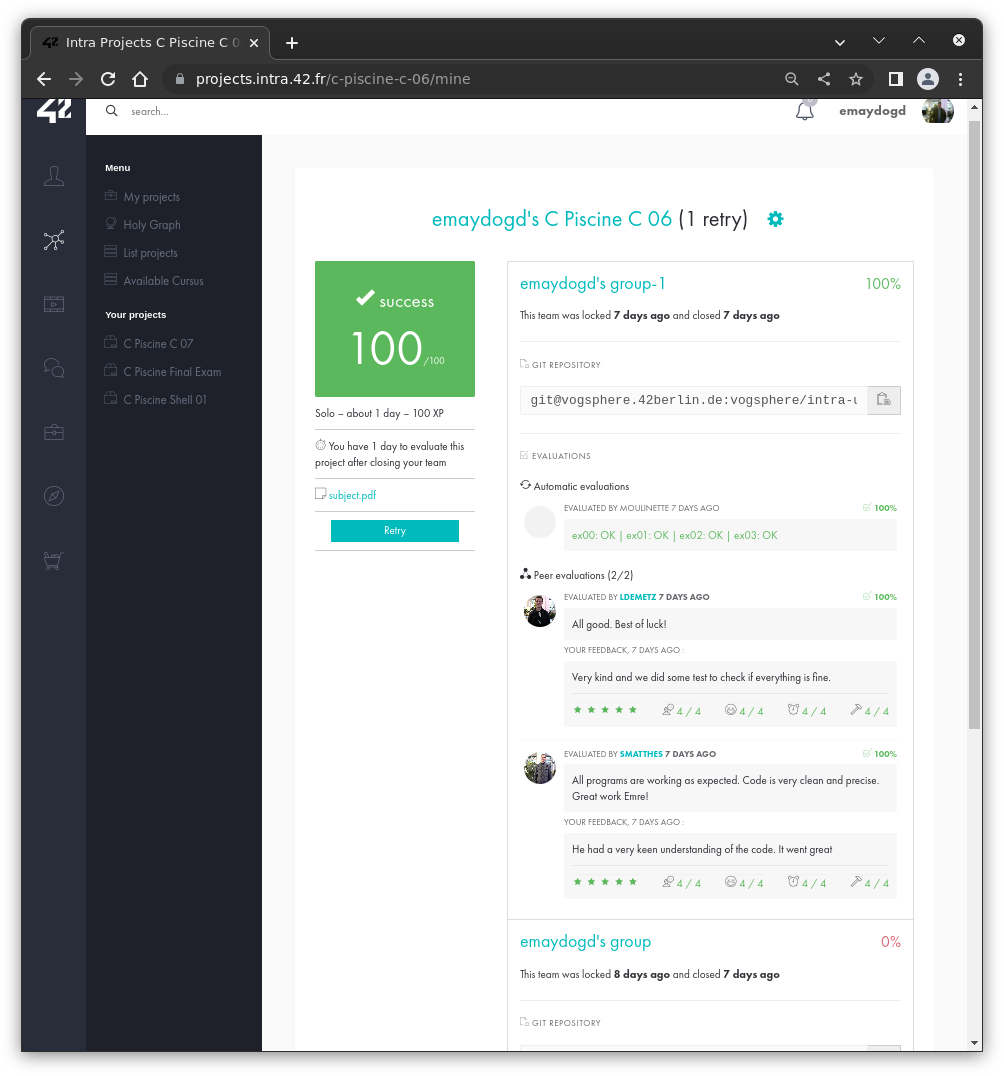 Intra Projects C Piscine C 0
projects.intra.42.fr/c-piscine-c-06/mine
42
search...
emaydogd
Menu
My projects
Holy Graph
List projects
Available Cursus
Your projects
C Piscine C 07
C Piscine Final Exam
C Piscine Shell 01
emaydogd's C Piscine C 06 (1 retry)
success
100/100
Solo – about 1 day – 100 XP
You have 1 day to evaluate this
project after closing your team
subject.pdf
Retry
emaydogd's group-1 100%
This team was locked 7 days ago and closed 7 days ago
GIT REPOSITORY
git@vogsphere.42berlin.de:vogsphere/intra-u
EVALUATIONS
Automatic evaluations
EVALUATED BY MOULINETTE 7 DAYS AGO 100%
ex00: OK | ex01: OK | ex02: OK | ex03: OK
Peer evaluations (2/2)
EVALUATED BY LDEMETZ 7 DAYS AGO 100%
All good. Best of luck!
YOUR FEEDBACK, 7 DAYS AGO :
Very kind and we did some test to check if everything is fine.
★ ★ ★ ★ ★ 4 / 4 4 / 4 4 / 4 4 / 4
EVALUATED BY SMATTHES 7 DAYS AGO 100%
All programs are working as expected. Code is very clean and precise.
Great work Emre!
YOUR FEEDBACK, 7 DAYS AGO :
He had a very keen understanding of the code. It went great
★ ★ ★ ★ ★ 4 / 4 4 / 4 4 / 4 4 / 4
emaydogd's group 0%
This team was locked 8 days ago and closed 7 days ago
GIT REPOSITORY